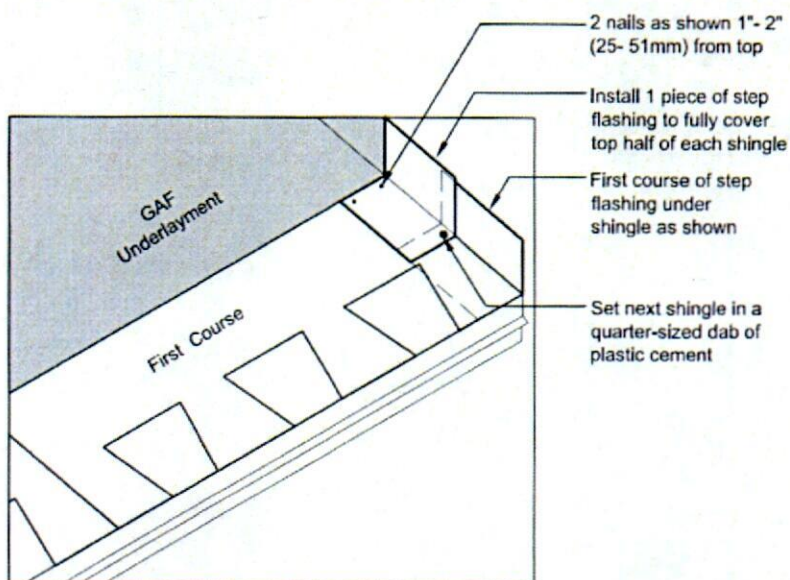 2 nails as shown 1"- 2"
(25- 51mm) from top
Install 1 piece of step
flashing to fully cover
top half of each shingle
First course of step
flashing under
shingle as shown
GAF
Underlayment
First Course
Set next shingle in a
quarter-sized dab of
plastic cement